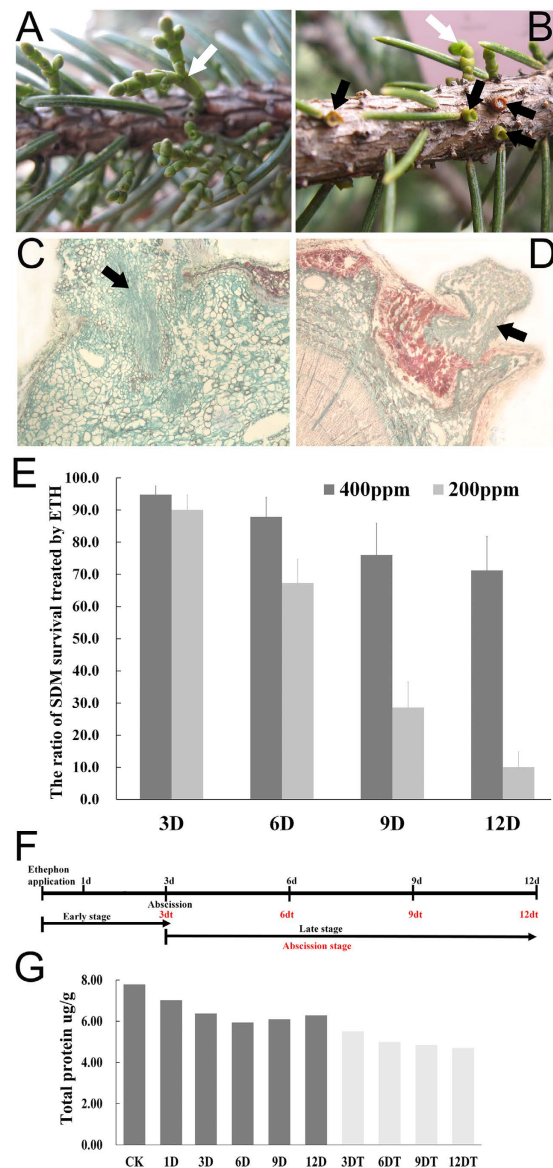 A
B
C
D
E
The ratio of SDM survival treated by ETH
100.0
90.0
80.0
70.0
60.0
50.0
40.0
30.0
20.0
10.0
0.0
400ppm 200ppm
3D 6D 9D 12D
F
Ethephon application
1d 3d 6d 9d 12d
Abscission
Early stage
3dt 6dt 9dt 12dt
Late stage
Abscission stage
G
Total protein ug/g
8.00
6.00
4.00
2.00
0.00
CK 1D 3D 6D 9D 12D 3DT 6DT 9DT 12DT